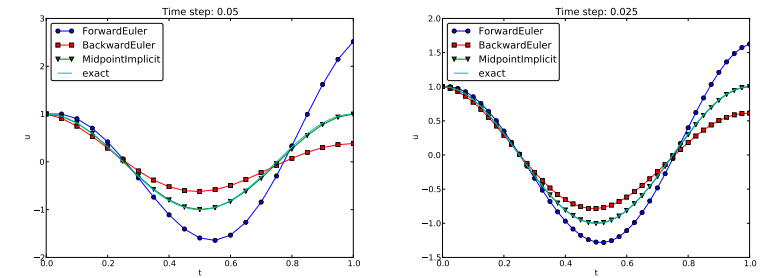 Time step: 0.05
3
2
1
0
−1
−2
u
ForwardEuler
BackwardEuler
MidpointImplicit
exact
0.0
0.2
0.4
0.6
0.8
1.0
t
Time step: 0.025
2.0
1.5
1.0
0.5
0.0
−0.5
−1.0
−1.5
u
ForwardEuler
BackwardEuler
MidpointImplicit
exact
0.0
0.2
0.4
0.6
0.8
1.0
t